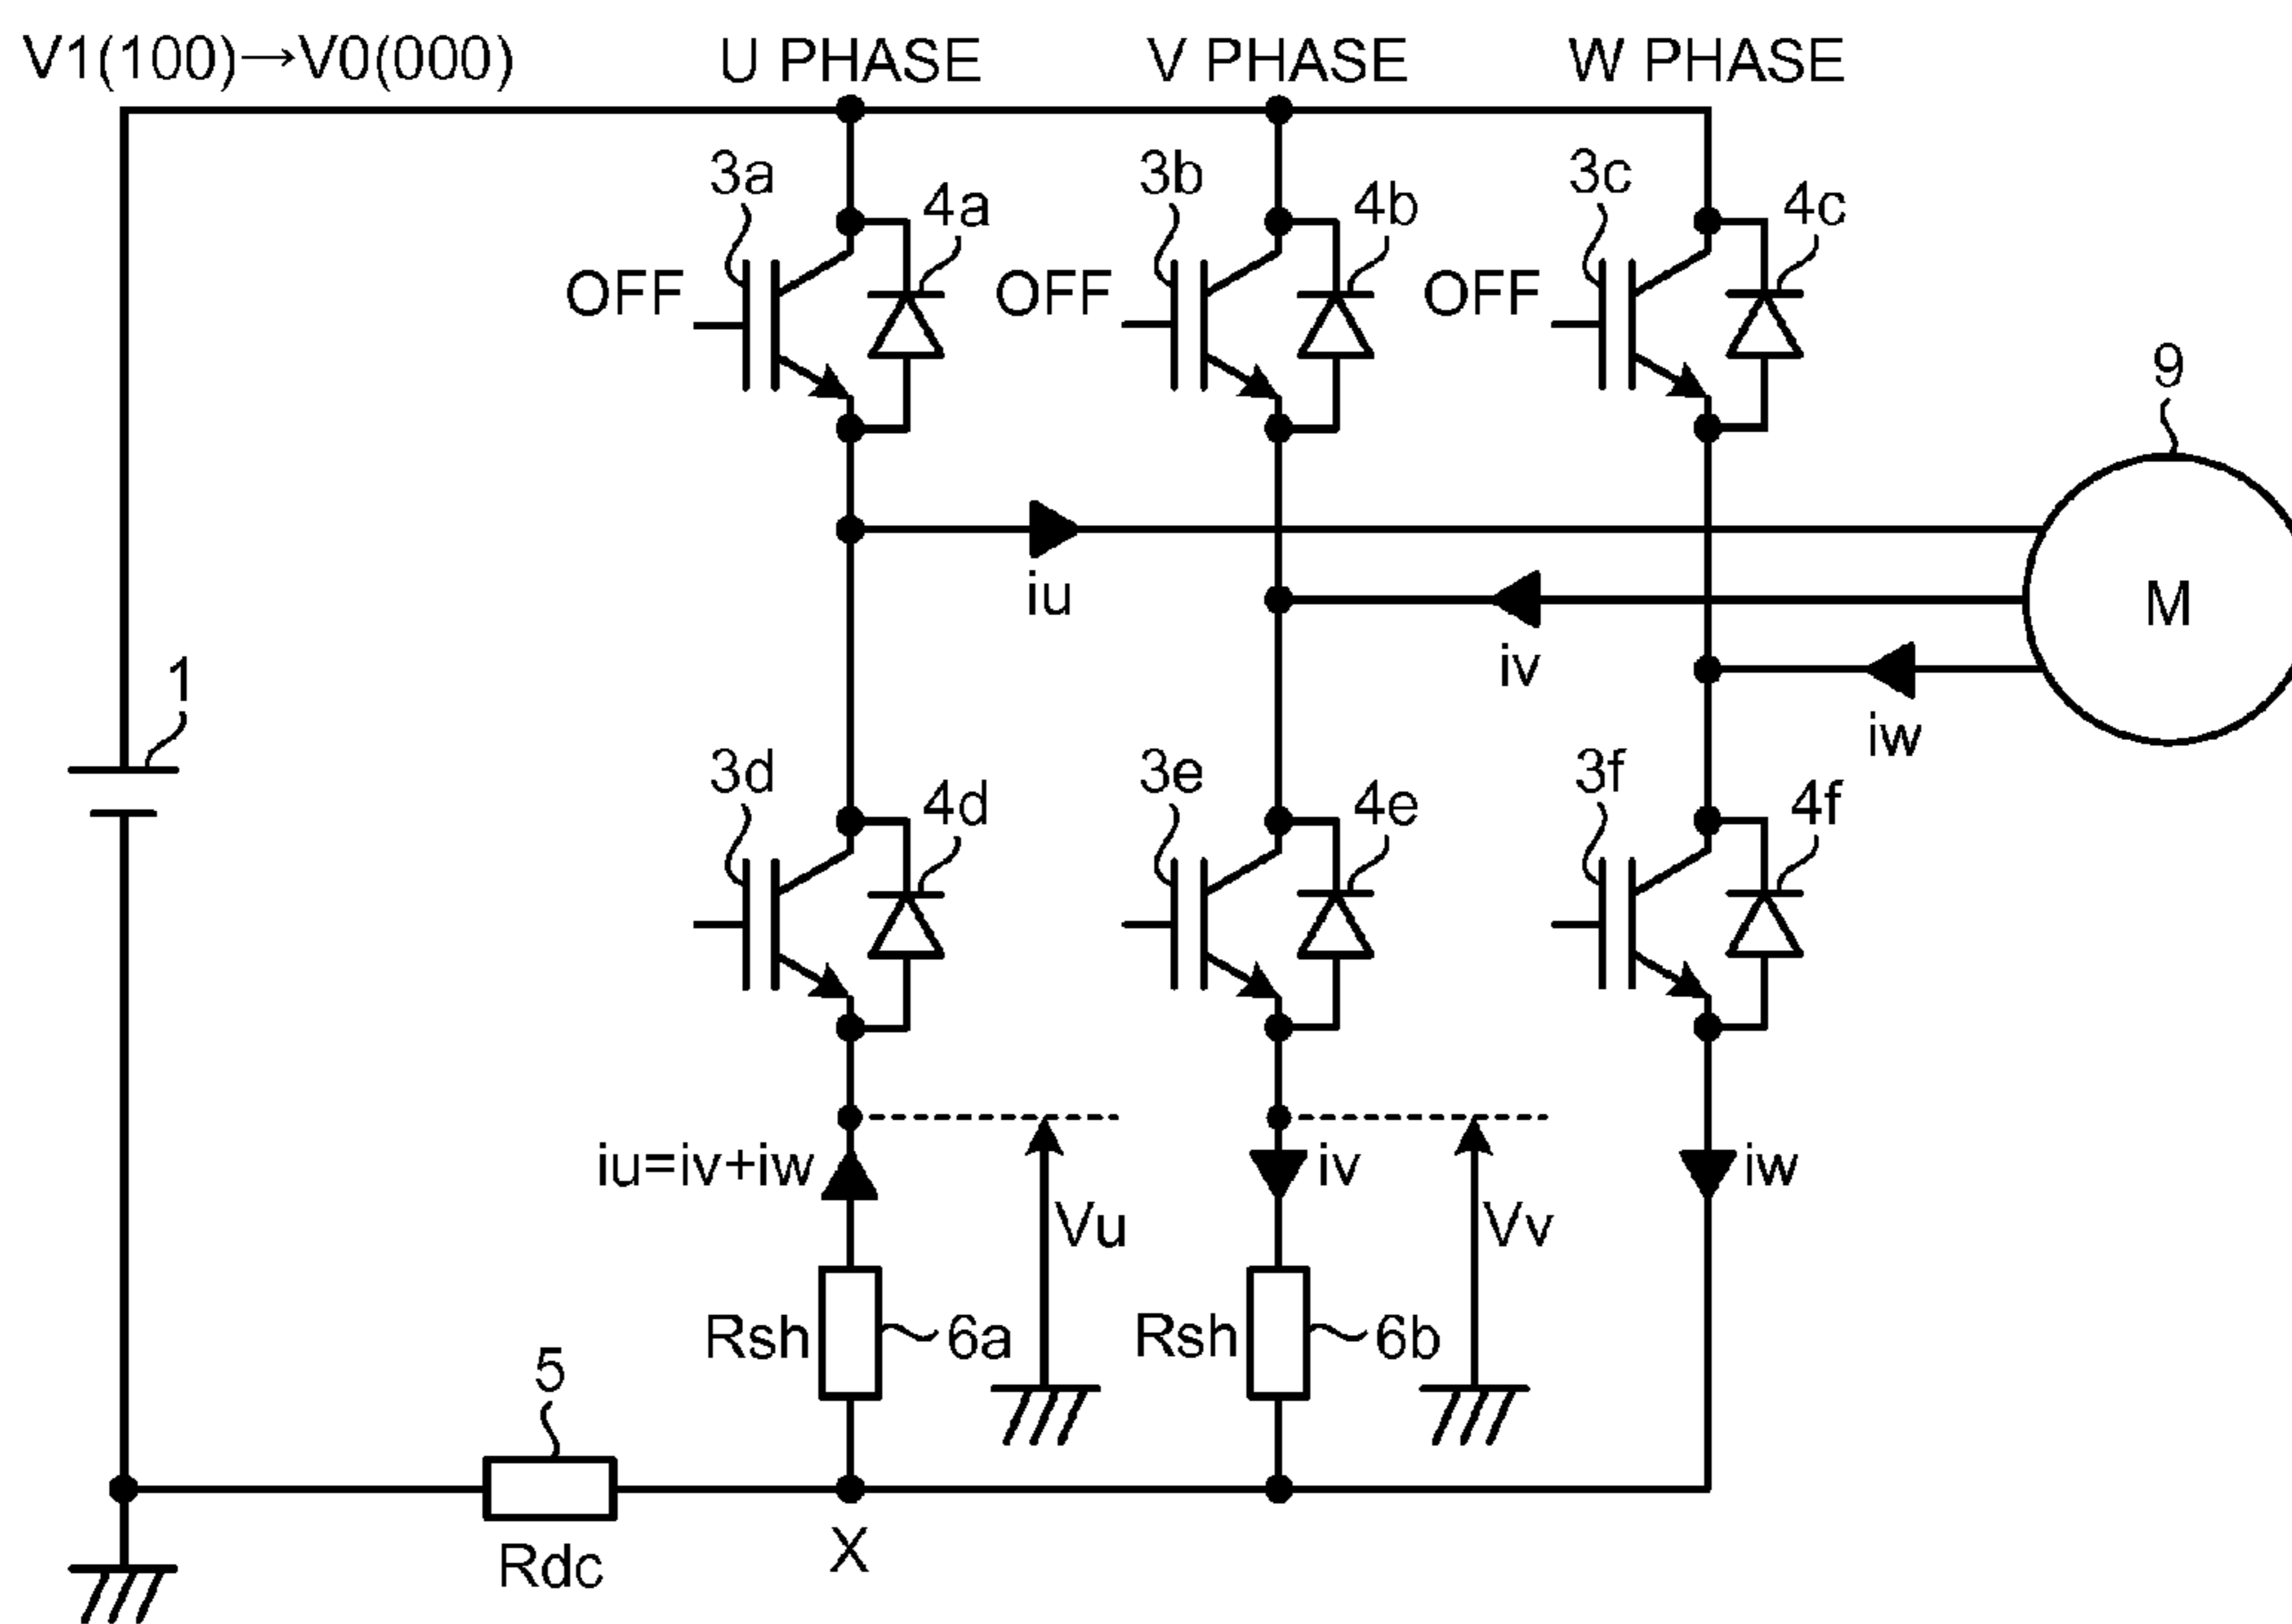 V1(100)→V0(000)
U PHASE
V PHASE
W PHASE
3a
4a
3b
4b
3c
4c
OFF
OFF
OFF
9
M
iu
iv
iw
1
3d
4d
3e
4e
3f
4f
iu=iv+iw
Vu
iv
Vv
iw
Rsh
6a
Rsh
6b
5
Rdc
X